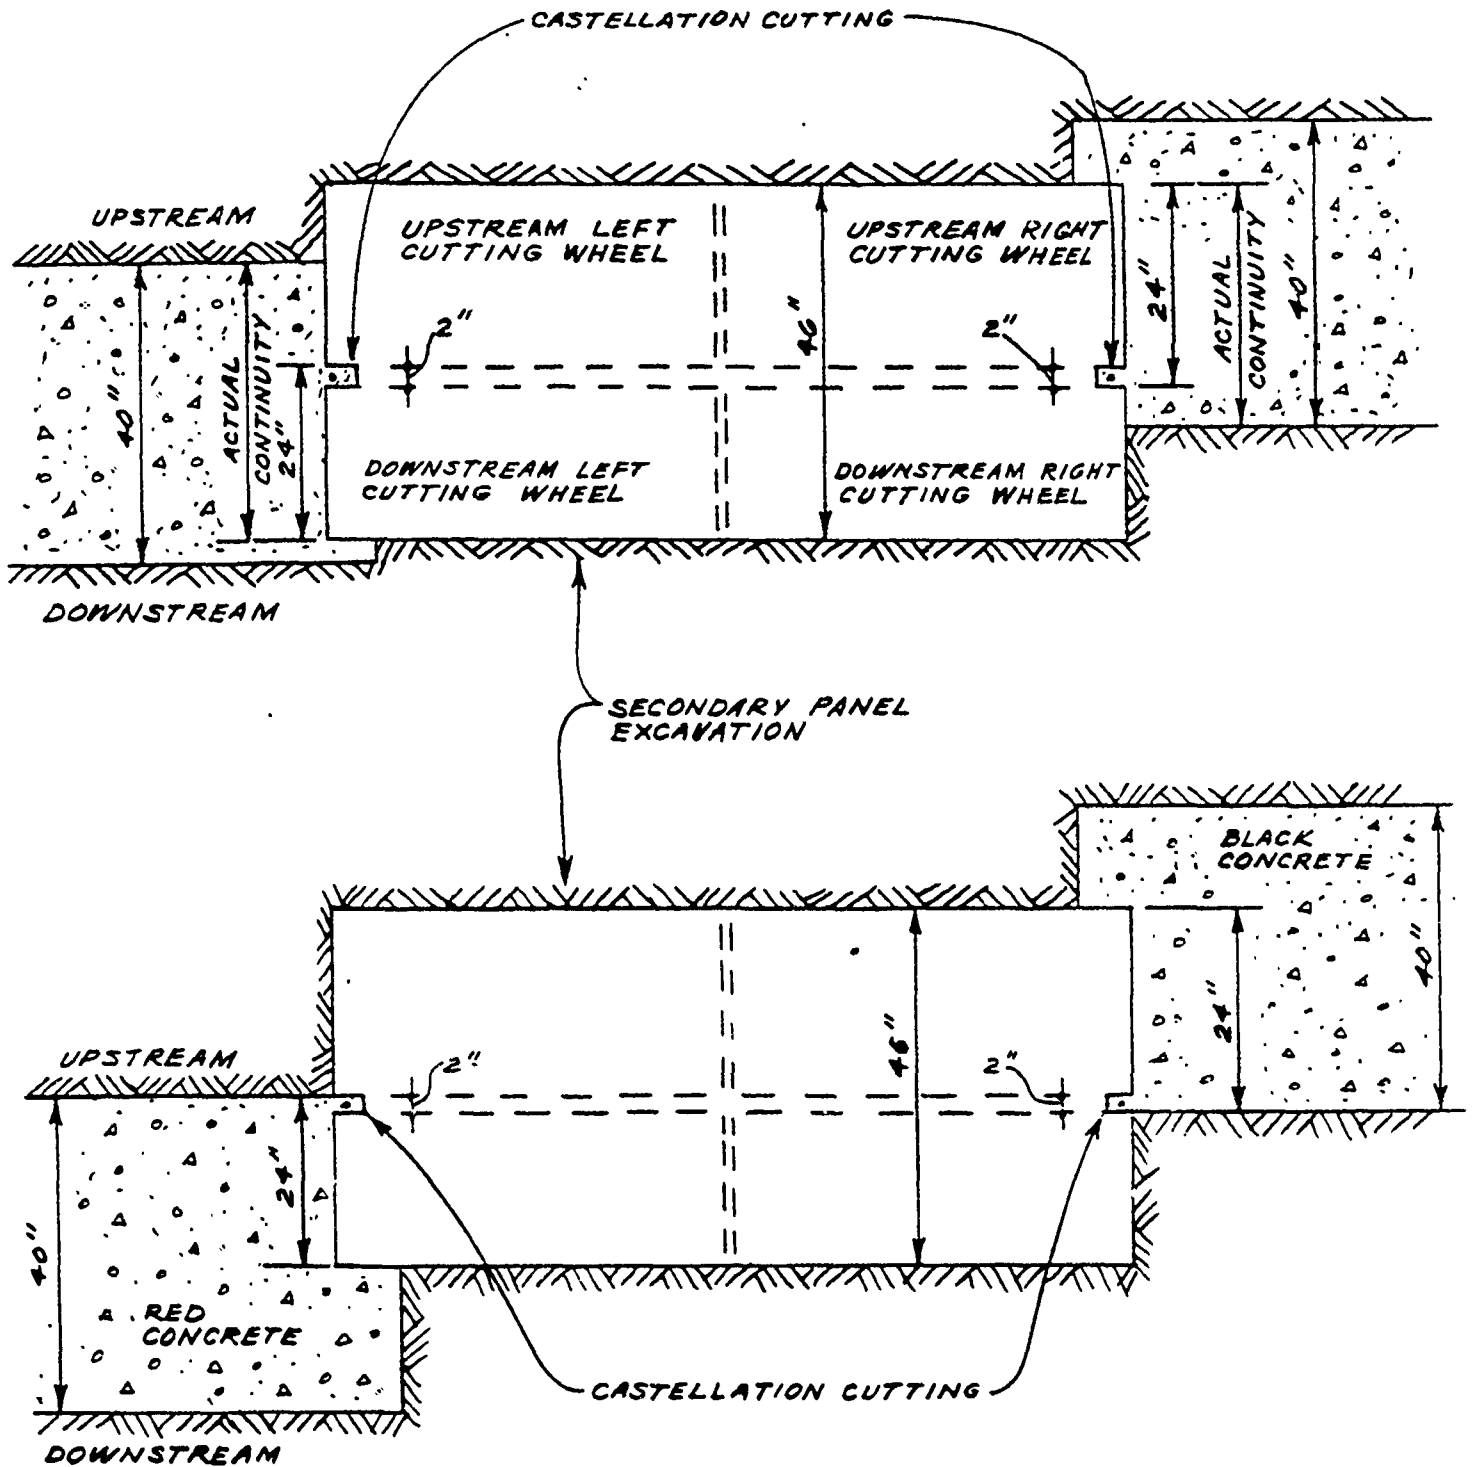 CASTELLATION CUTTING
UPSTREAM
UPSTREAM LEFT
CUTTING WHEEL
UPSTREAM RIGHT
CUTTING WHEEL
40"
ACTUAL
CONTINUITY
24"
2"
46"
2"
24"
ACTUAL
CONTINUITY
40"
DOWNSTREAM LEFT
CUTTING WHEEL
DOWNSTREAM RIGHT
CUTTING WHEEL
DOWNSTREAM
SECONDARY PANEL
EXCAVATION
BLACK
CONCRETE
UPSTREAM
2"
46"
2"
24"
40"
40"
24"
RED
CONCRETE
CASTELLATION CUTTING
DOWNSTREAM